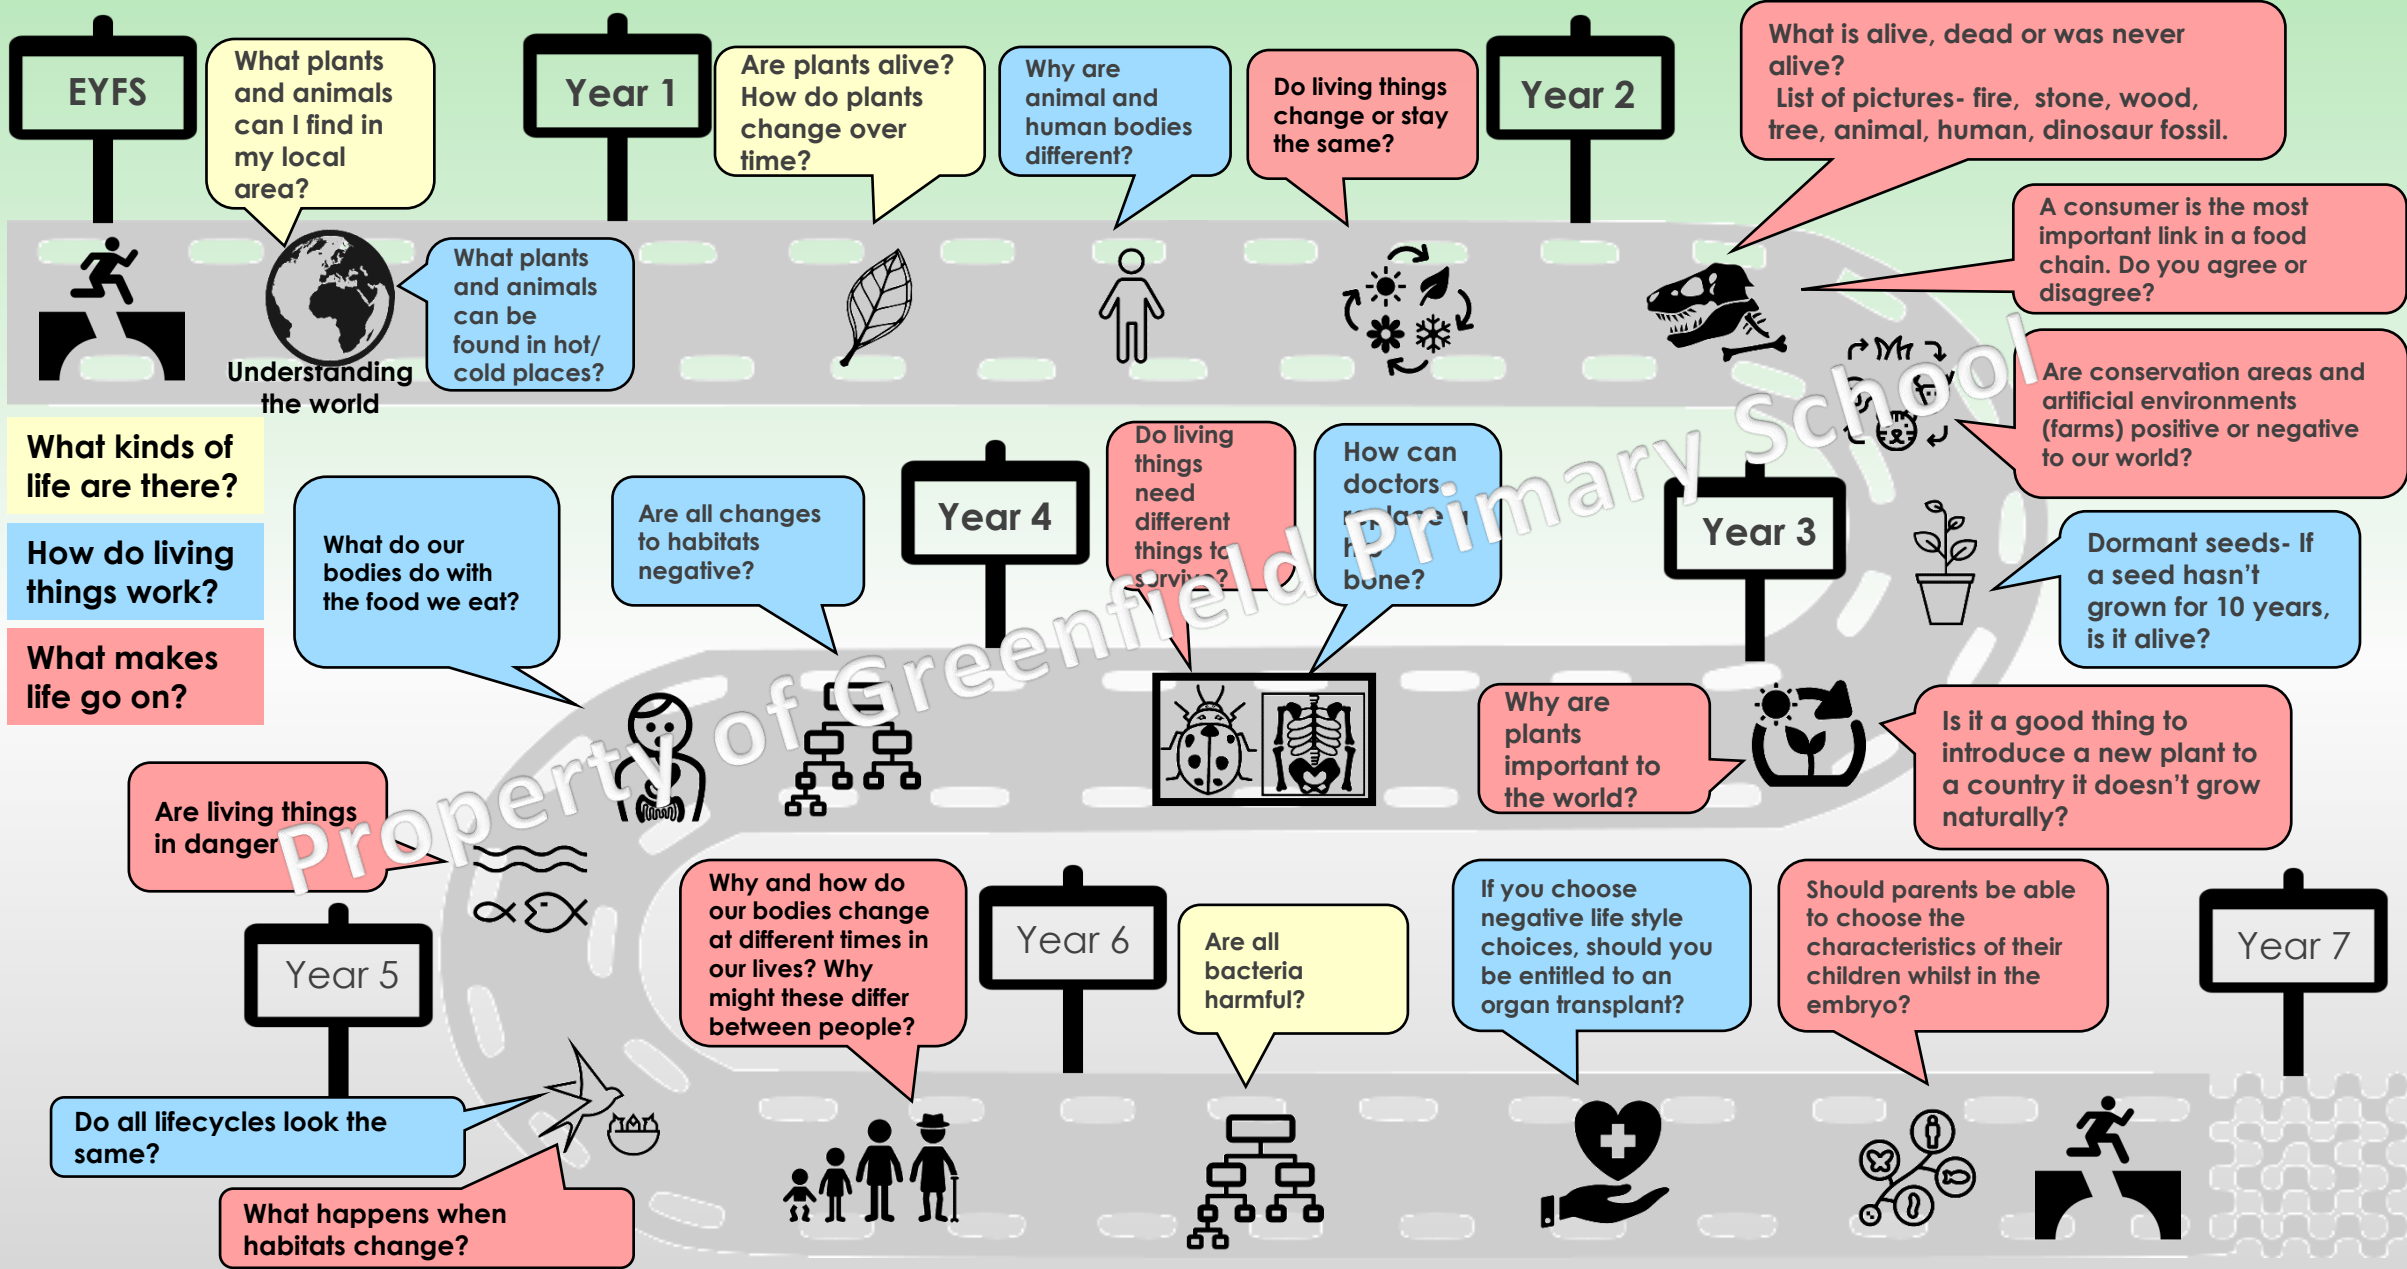 EYFS
What plants
and animals
can I find in
my local
area?
Understanding
the world
What plants
and animals
can be
found in hot/
cold places?
Year 1
Are plants alive?
How do plants
change over
time?
Why are
animal and
human bodies
different?
Do living things
change or stay
the same?
Year 2
What is alive, dead or was never
alive?
List of pictures- fire, stone, wood,
tree, animal, human, dinosaur fossil.
A consumer is the most
important link in a food
chain. Do you agree or
disagree?
Are conservation areas and
artificial environments
(farms) positive or negative
to our world?
Dormant seeds- If
a seed hasn't
grown for 10 years,
is it alive?
What kinds of
life are there?
How do living
things work?
What makes
life go on?
Year 3
Is it a good thing to
introduce a new plant to
a country it doesn't grow
naturally?
Why are
plants
important to
the world?
How can
doctors
replace a
hip
bone?
Do living
things
need
different
things to
survive?
Year 4
Are all changes
to habitats
negative?
What do our
bodies do with
the food we eat?
Are living things
in danger
Year 5
Do all lifecycles look the
same?
What happens when
habitats change?
Why and how do
our bodies change
at different times in
our lives? Why
might these differ
between people?
Year 6
Are all
bacteria
harmful?
If you choose
negative life style
choices, should you
be entitled to an
organ transplant?
Should parents be able
to choose the
characteristics of their
children whilst in the
embryo?
Year 7
Property of Greenfield Primary School